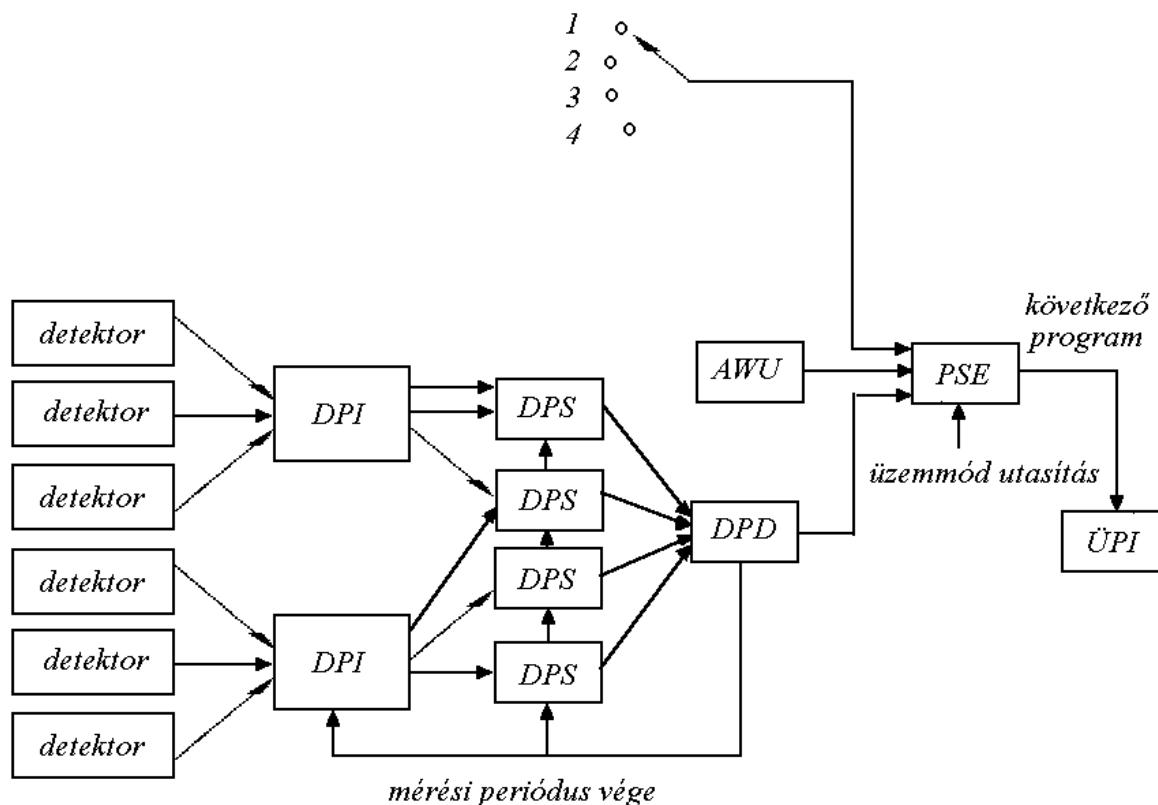 1
2
3
4
detektor
detektor
detektor
detektor
detektor
detektor
DPI
DPI
DPS
DPS
DPS
DPS
DPD
AWU
PSE
következő
program
üzemmód utasítás
ÜPI
mérési periódus vége